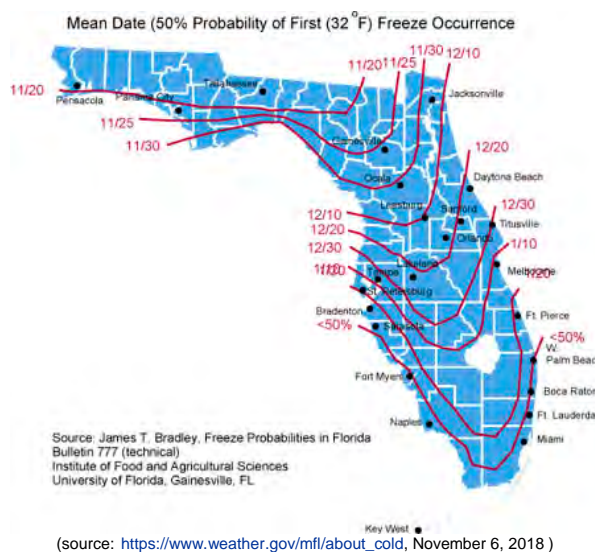 Mean Date (50% Probability of First (32 °F) Freeze Occurrence
11/20
11/25
11/30
12/10
11/20
Tallahassee
Pensacola
Panama City
Jacksonville
11/25
11/30
Gainesville
12/20
Ocala
Daytona Beach
Leesburg
Sanford
12/30
12/10
Titusville
12/20
Orlando
1/10
12/30
Lakeland
Melbourne
1/10
Tampa
1/20
St. Petersburg
Bradenton
Ft. Pierce
<50%
Sarasota
<50%
W.
Palm Beach
Fort Myers
Boca Raton
Naples
Ft. Lauderda
Miami
Source: James T. Bradley, Freeze Probabilities in Florida
Bulletin 777 (technical)
Institute of Food and Agricultural Sciences
University of Florida, Gainesville, FL
Key West
(source: https://www.weather.gov/mfl/about_cold, November 6, 2018 )